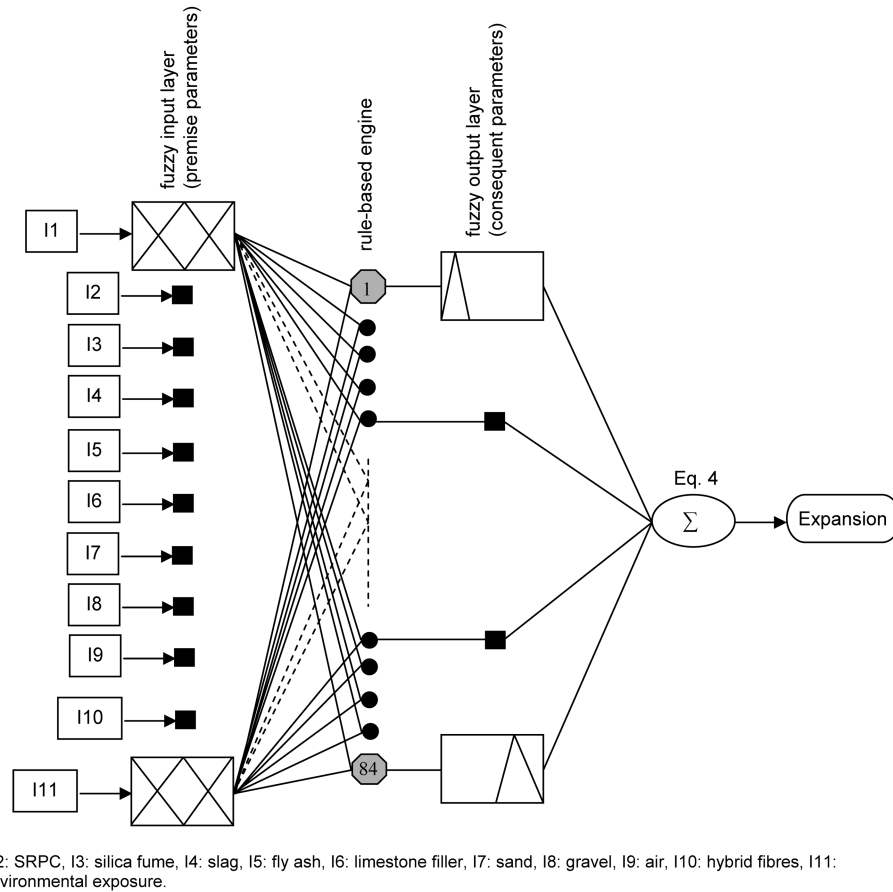 fuzzy input layer
(premise parameters)
rule-based engine
fuzzy output layer
(consequent parameters)
I1
I2
I3
I4
I5
I6
I7
I8
I9
I10
I11
1
84
Eq. 4
∑
Expansion
2: SRPC, I3: silica fume, I4: slag, I5: fly ash, I6: limestone filler, I7: sand, I8: gravel, I9: air, I10: hybrid fibres, I11:
vironmental exposure.